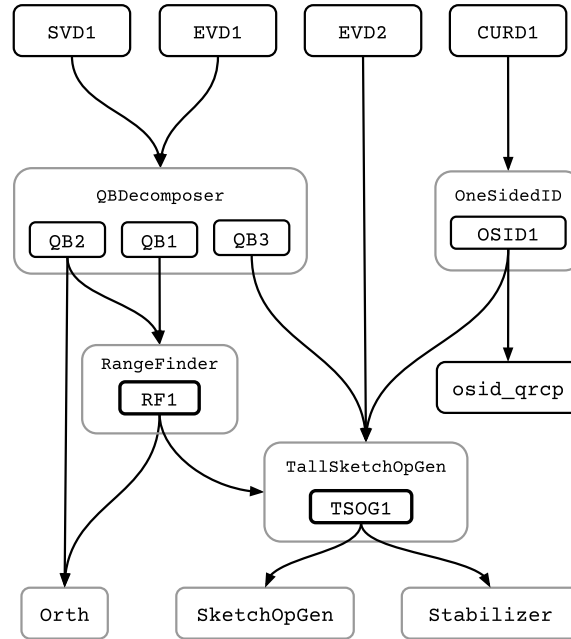 SVD1
EVD1
EVD2
CURD1
QBDecomposer
QB2
QB1
QB3
OneSidedID
OSID1
RangeFinder
RF1
osid_qrcp
TallSketchOpGen
TSOG1
Orth
SketchOpGen
Stabilizer